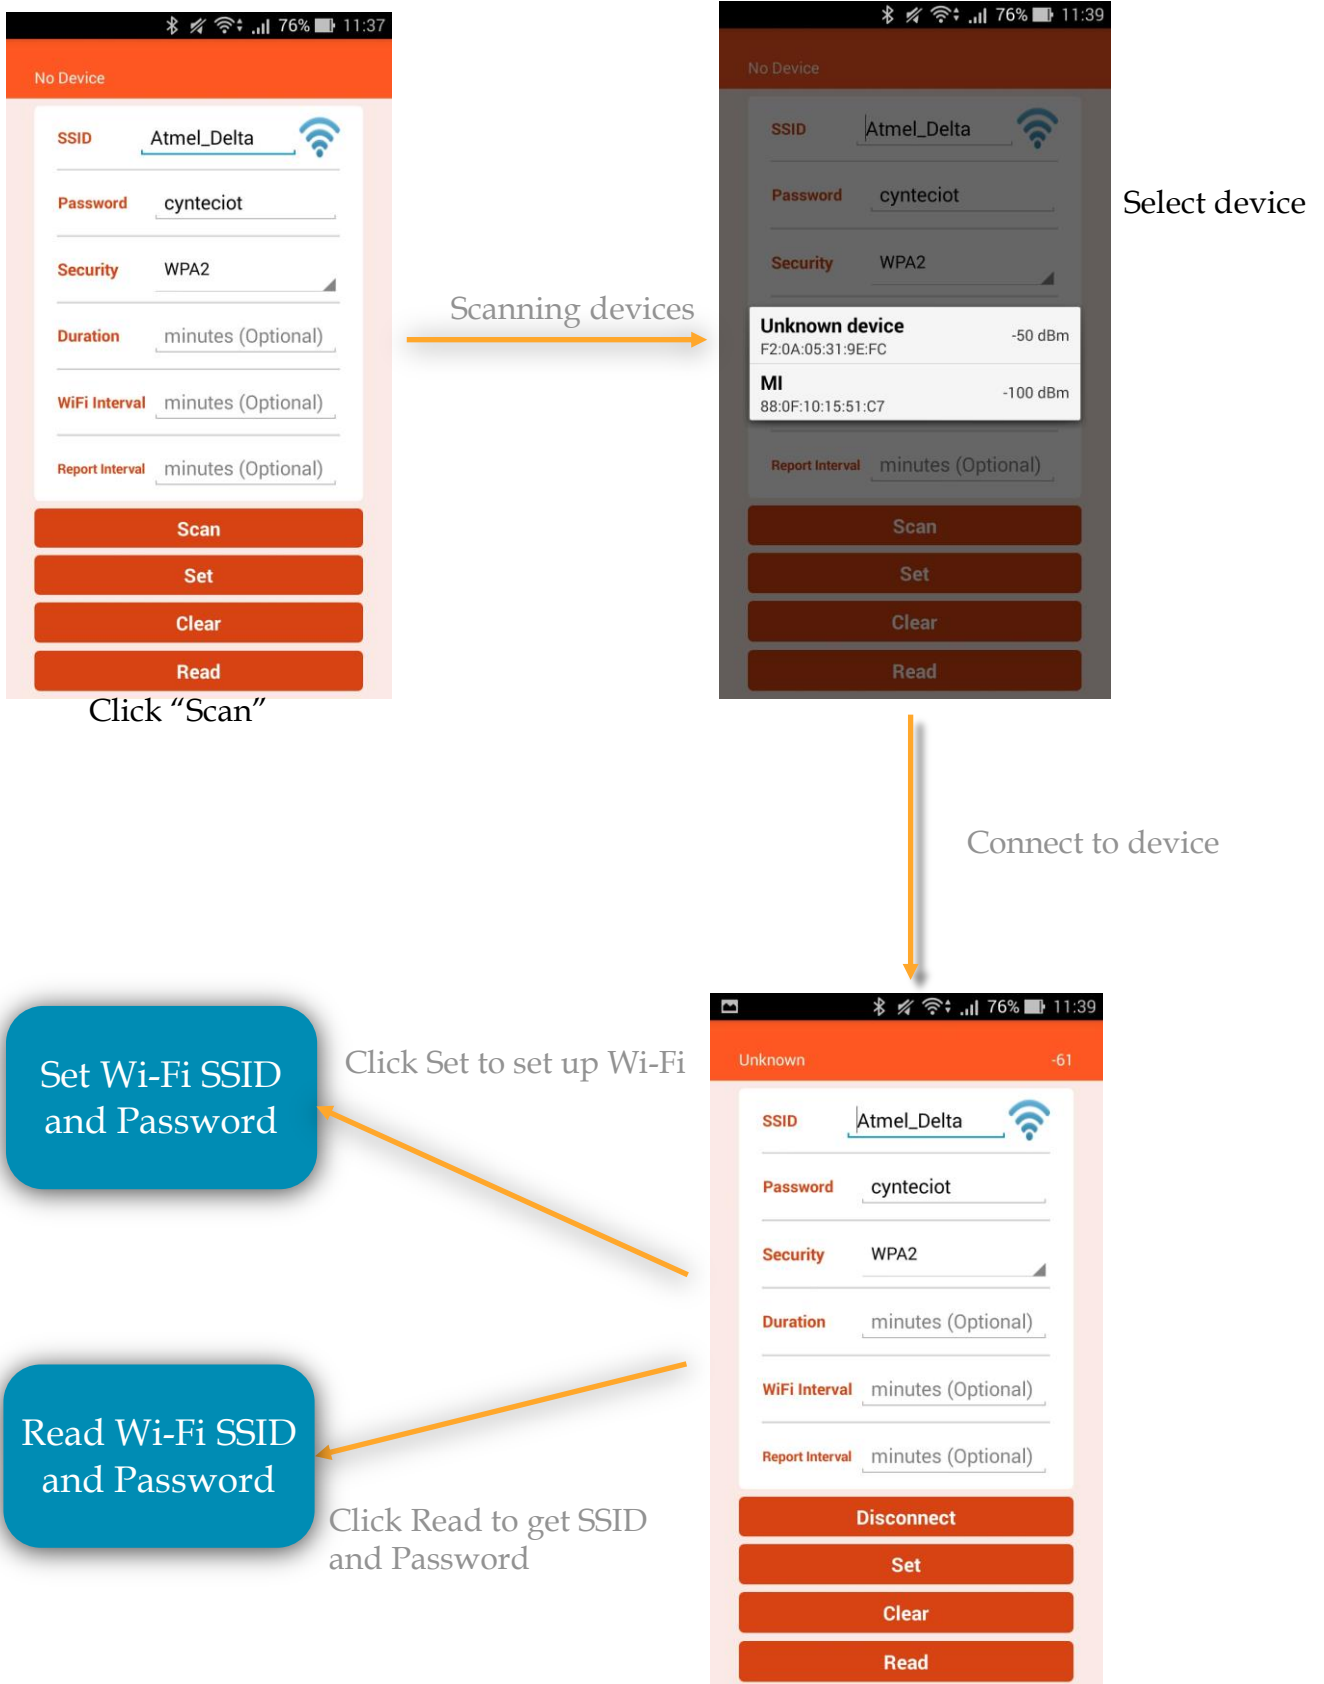 76% 11:37
No Device
SSID Atmel_Delta
Password cynteciot
Security WPA2
Duration minutes (Optional)
WiFi Interval minutes (Optional)
Report Interval minutes (Optional)
Scan
Set
Clear
Read
Click “Scan”
Scanning devices
76% 11:39
No Device
SSID Atmel_Delta
Password cynteciot
Security WPA2
Unknown device -50 dBm
F2:0A:05:31:9E:FC
MI -100 dBm
88:0F:10:15:51:C7
Report Interval minutes (Optional)
Scan
Set
Clear
Read
Select device
Connect to device
76% 11:39
Unknown -61
SSID Atmel_Delta
Password cynteciot
Security WPA2
Duration minutes (Optional)
WiFi Interval minutes (Optional)
Report Interval minutes (Optional)
Disconnect
Set
Clear
Read
Click Set to set up Wi-Fi
Set Wi-Fi SSID
and Password
Read Wi-Fi SSID
and Password
Click Read to get SSID
and Password